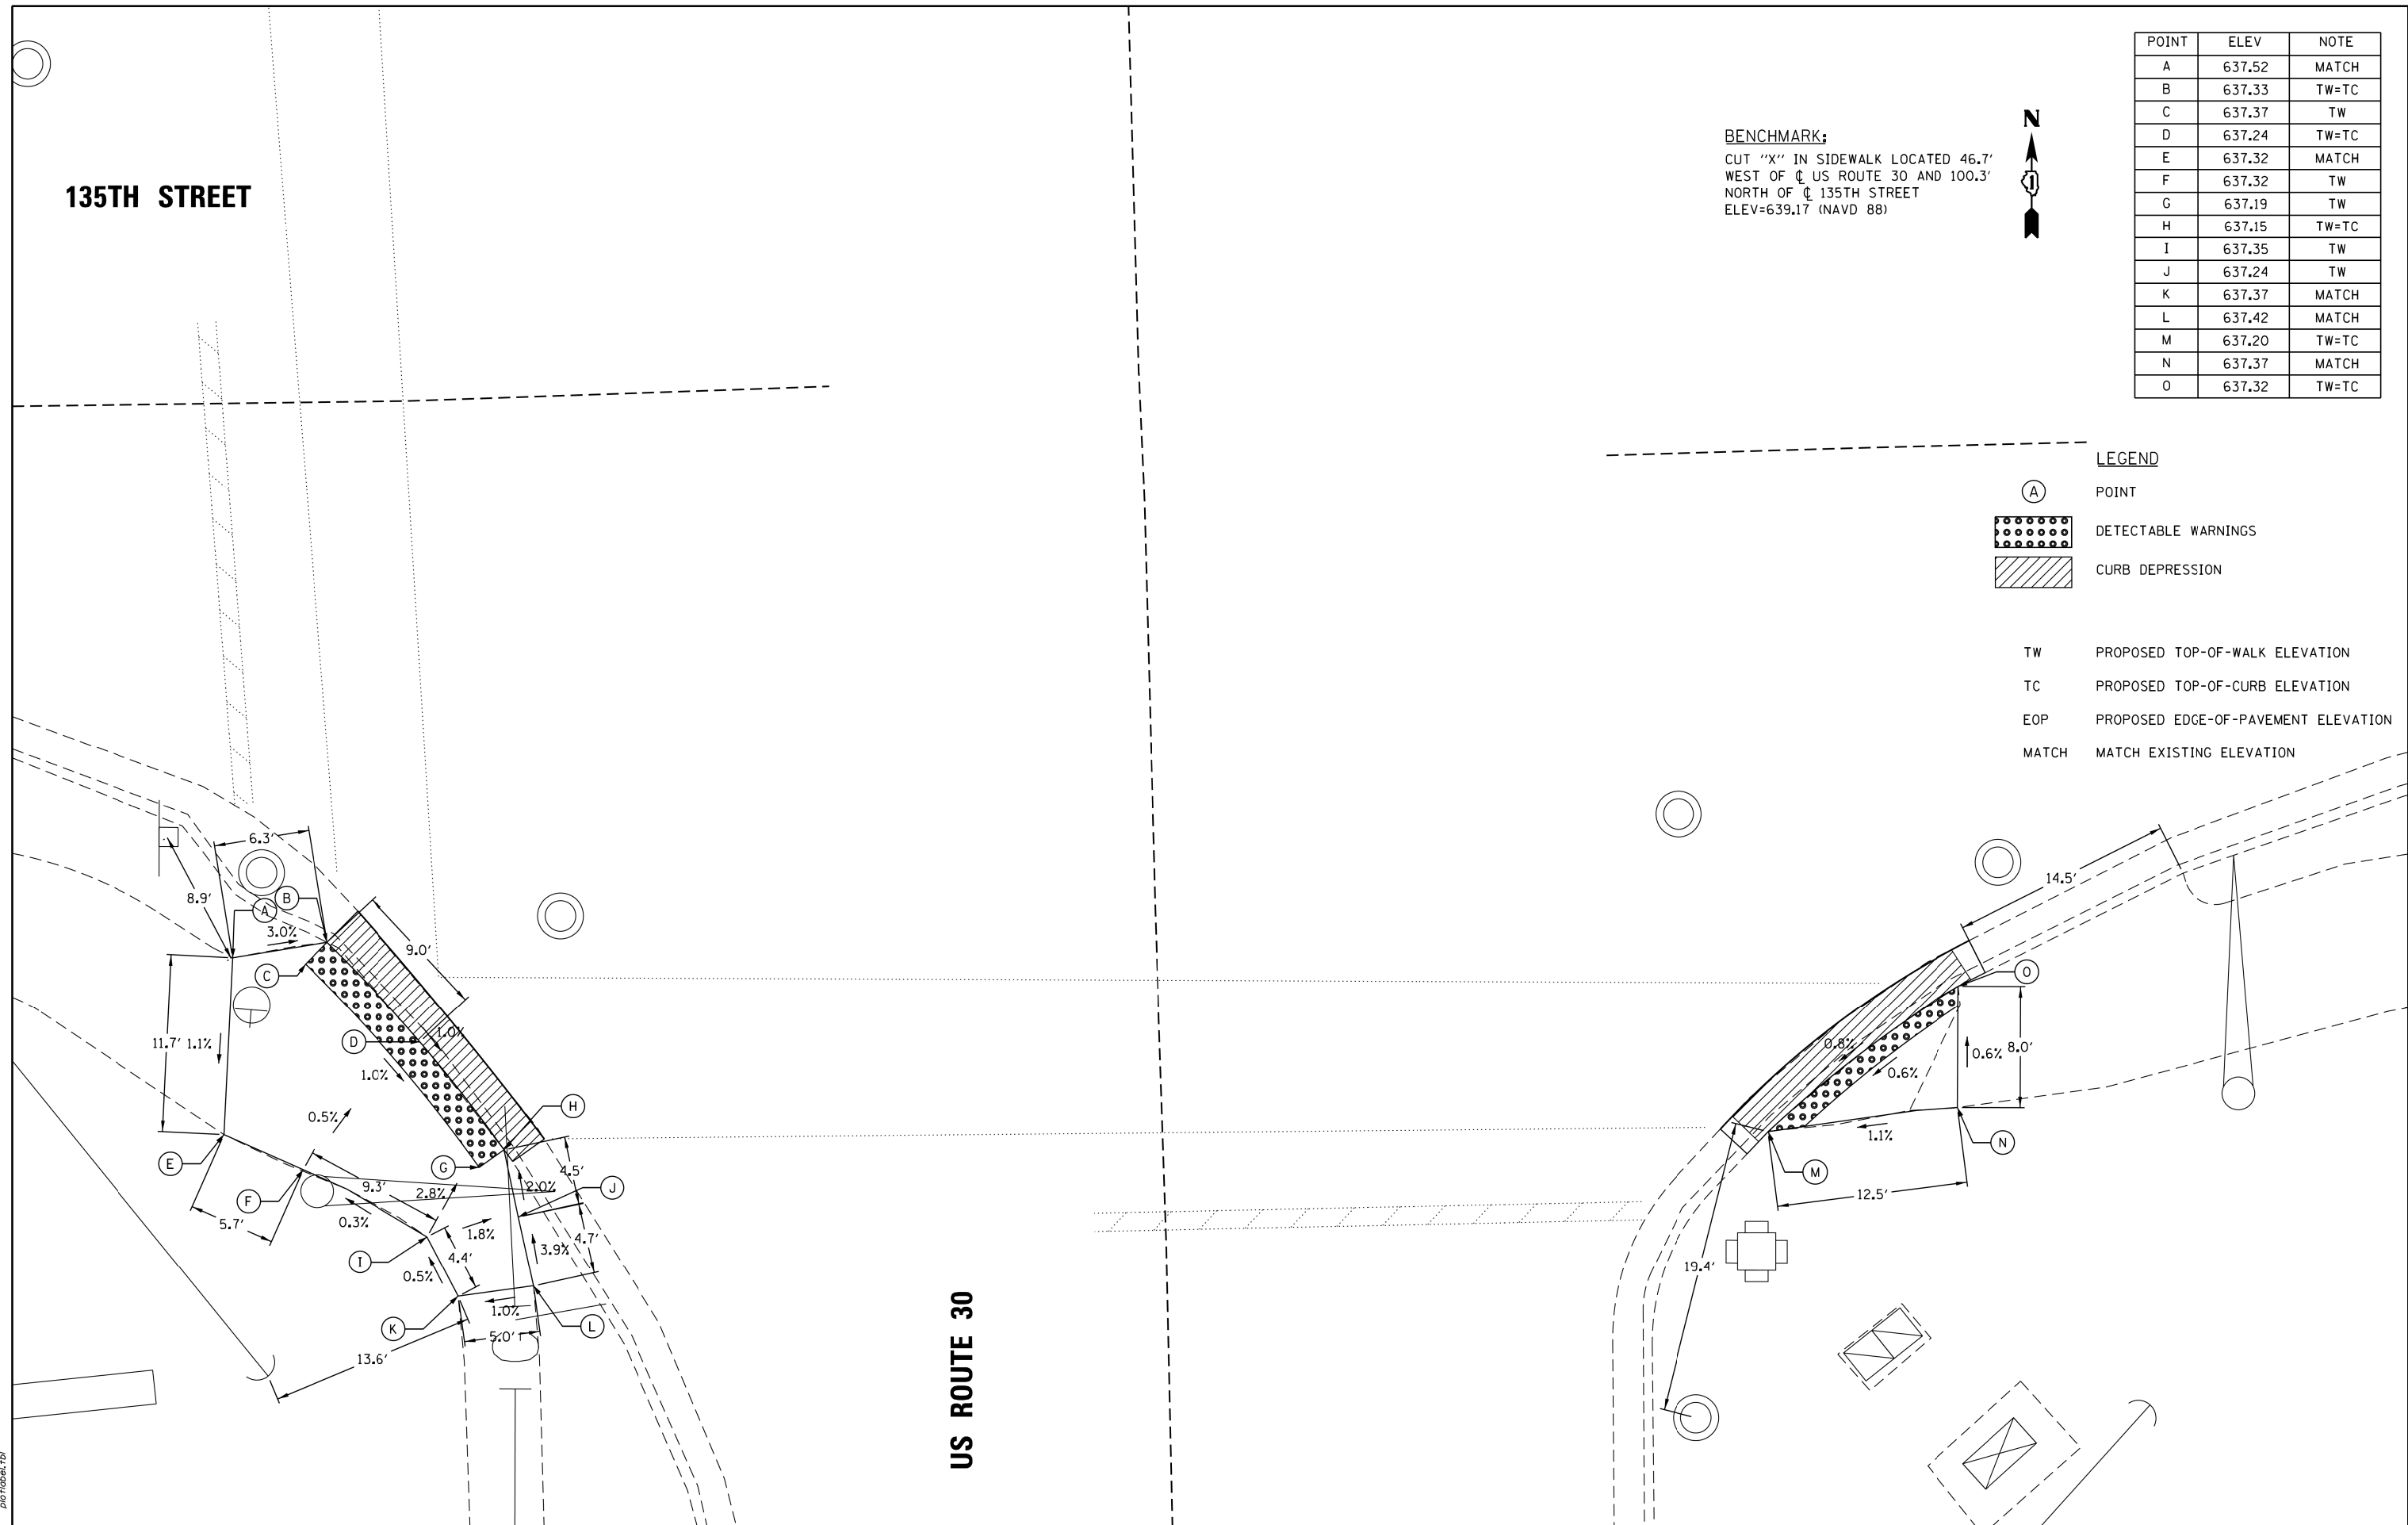 135TH STREET
BENCHMARK:
CUT "X" IN SIDEWALK LOCATED 46.7'
WEST OF ℄ US ROUTE 30 AND 100.3'
NORTH OF ℄ 135TH STREET
ELEV=639.17 (NAVD 88)
N
1
POINT ELEV NOTE
A 637.52 MATCH
B 637.33 TW=TC
C 637.37 TW
D 637.24 TW=TC
E 637.32 MATCH
F 637.32 TW
G 637.19 TW
H 637.15 TW=TC
I 637.35 TW
J 637.24 TW
K 637.37 MATCH
L 637.42 MATCH
M 637.20 TW=TC
N 637.37 MATCH
O 637.32 TW=TC
LEGEND
A POINT
DETECTABLE WARNINGS
CURB DEPRESSION
TW PROPOSED TOP-OF-WALK ELEVATION
TC PROPOSED TOP-OF-CURB ELEVATION
EOP PROPOSED EDGE-OF-PAVEMENT ELEVATION
MATCH MATCH EXISTING ELEVATION
6.3'
8.9'
B
A
3.0%
9.0'
C
D
1.0%
11.7' 1.1%
1.0%
0.5%
H
E
G
4.5'
F
9.3'
2.8%
2.0%
J
5.7'
0.3%
1.8%
4.7'
3.9%
I
4.4'
0.5%
1.0%
K
5.0'
L
13.6'
US ROUTE 30
14.5'
O
0.8%
0.6%
0.6%
8.0'
1.1%
N
M
12.5'
19.4'
plotlabel.tbl